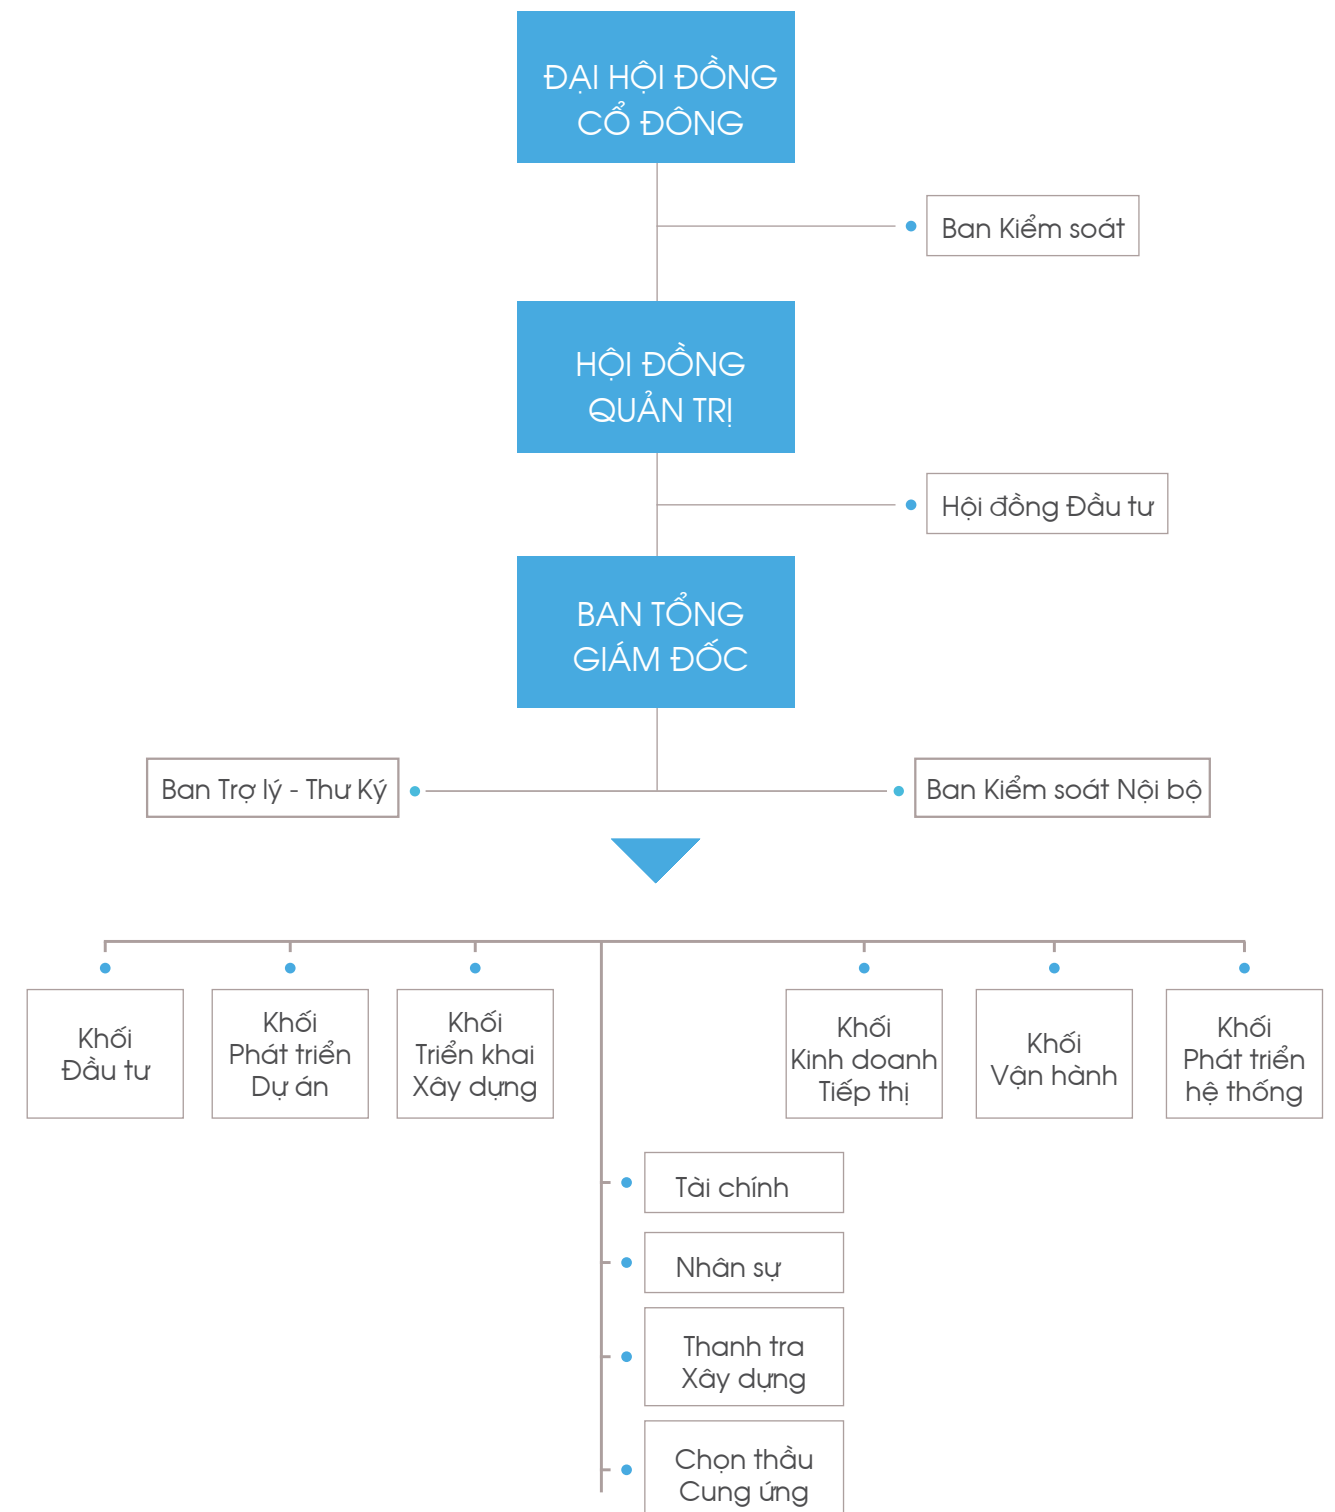 ĐẠI HỘI ĐỒNG
CỔ ĐÔNG
Ban Kiểm soát
HỘI ĐỒNG
QUẢN TRỊ
Hội đồng Đầu tư
BAN TỔNG
GIÁM ĐỐC
Ban Trợ lý - Thư Ký
Ban Kiểm soát Nội bộ
Khối
Đầu tư
Khối
Phát triển
Dự án
Khối
Triển khai
Xây dựng
Khối
Kinh doanh
Tiếp thị
Khối
Vận hành
Khối
Phát triển
hệ thống
Tài chính
Nhân sự
Thanh tra
Xây dựng
Chọn thầu
Cung ứng